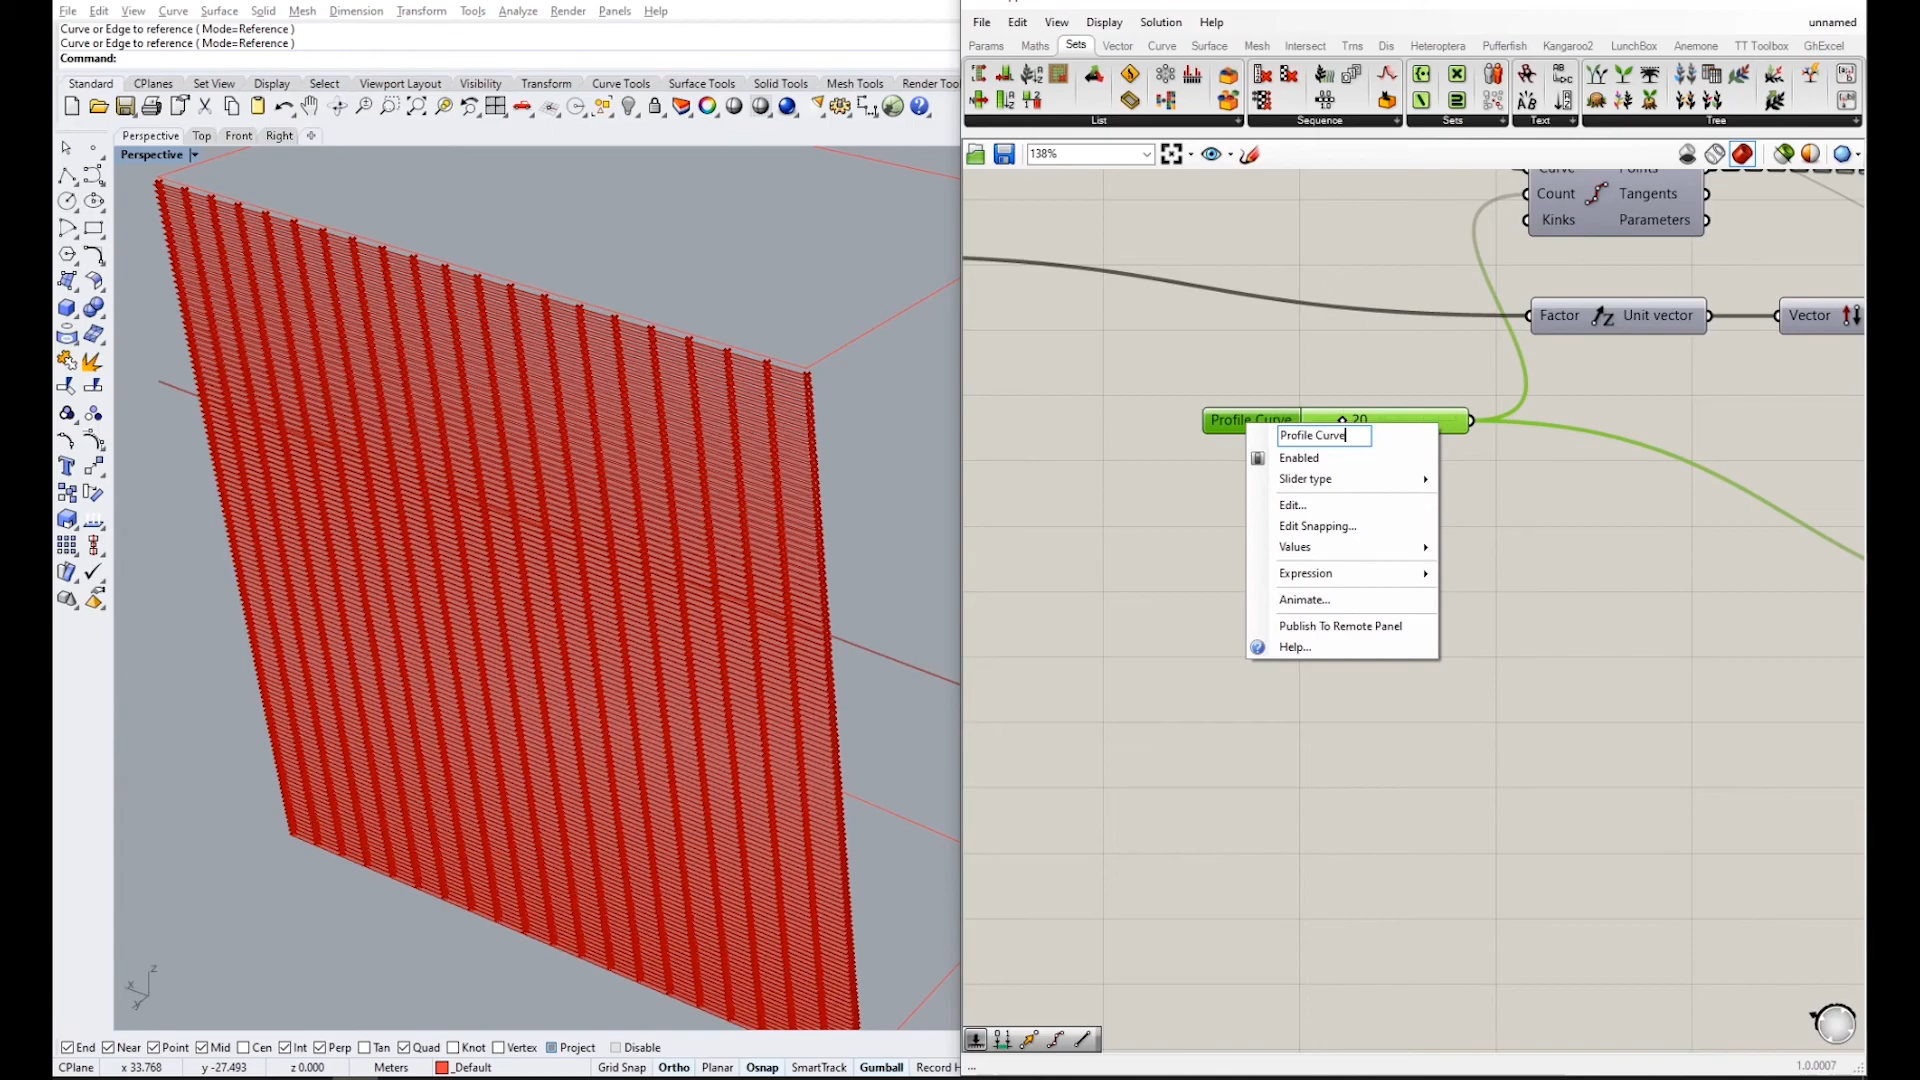 File Edit View Curve Surface Solid Mesh Dimension Transform Tools Analyze Render Panels Help
Curve or Edge to reference ( Mode=Reference )
Curve or Edge to reference ( Mode=Reference )
Command:
Standard CPlanes Set View Display Select Viewport Layout Visibility Transform Curve Tools Surface Tools Solid Tools Mesh Tools Render Too
Perspective Top Front Right
Perspective
z
x
y
End Near Point Mid Cen Int Perp Tan Quad Knot Vertex Project Disable
CPlane x 33.768 y -27.493 z 0.000 Meters _Default Grid Snap Ortho Planar Osnap SmartTrack Gumball Record H
File Edit View Display Solution Help unnamed
Params Maths Sets Vector Curve Surface Mesh Intersect Trns Dis Heteroptera Pufferfish Kangaroo2 LunchBox Anemone TT Toolbox GhExcel
List Sequence Sets Text Tree
138%
Curve Points
Count Tangents
Kinks Parameters
Factor Unit vector Vector
Profile Curve 20
Profile Curve
Enabled
Slider type
Edit...
Edit Snapping...
Values
Expression
Animate...
Publish To Remote Panel
Help...
... 1.0.0007